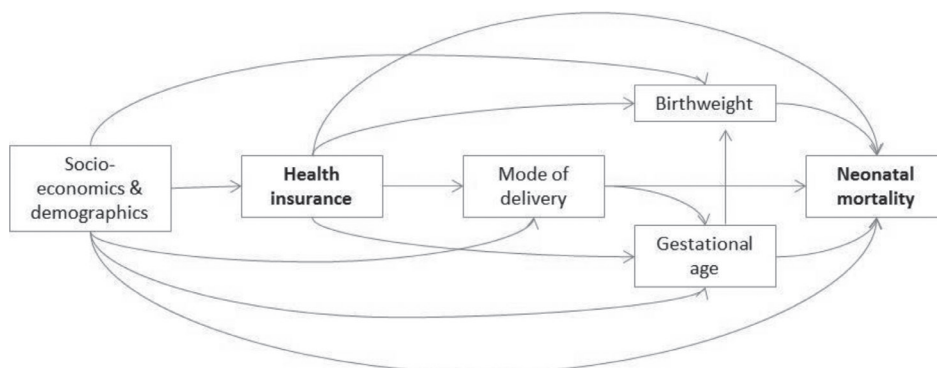 Socio-
economics &
demographics
Health
insurance
Mode of
delivery
Birthweight
Gestational
age
Neonatal
mortality